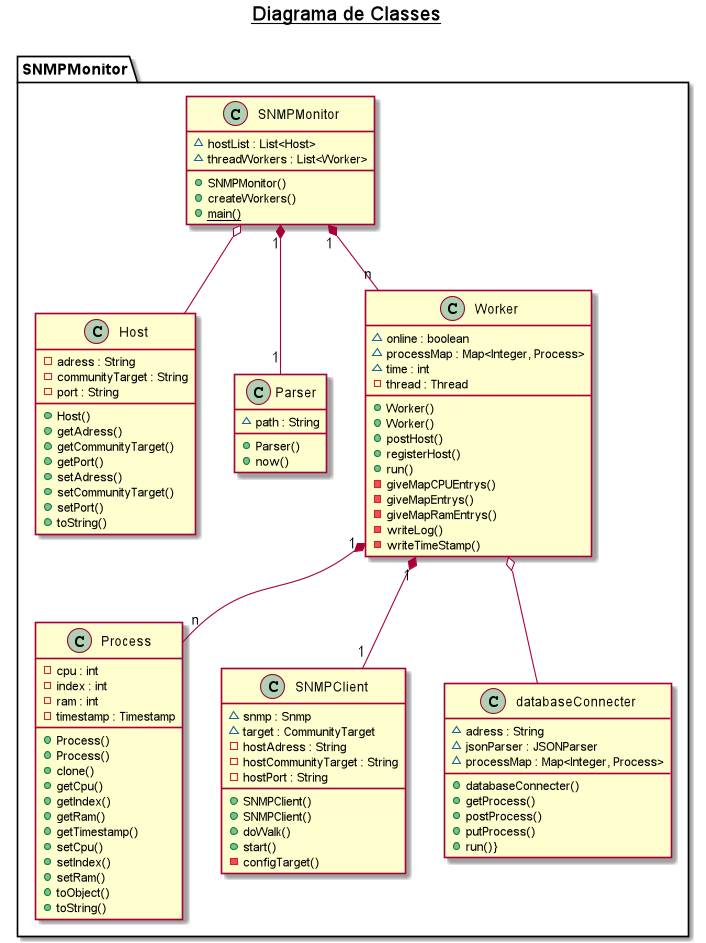 Diagrama de Classes
SNMPMonitor
C SNMPMonitor
hostList : List<Host>
threadWorkers : List<Worker>
SNMPMonitor()
createWorkers()
main()
1
1
n
1
C Host
adress : String
communityTarget : String
port : String
Host()
getAdress()
getCommunityTarget()
getPort()
setAdress()
setCommunityTarget()
setPort()
toString()
C Parser
path : String
Parser()
now()
C Worker
online : boolean
processMap : Map<Integer, Process>
time : int
thread : Thread
Worker()
Worker()
postHost()
registerHost()
run()
giveMapCPUEntrys()
giveMapEntrys()
giveMapRamEntrys()
writeLog()
writeTimeStamp()
1
1
n
1
C Process
cpu : int
index : int
ram : int
timestamp : Timestamp
Process()
Process()
clone()
getCpu()
getIndex()
getRam()
getTimestamp()
setCpu()
setIndex()
setRam()
toObject()
toString()
C SNMPClient
snmp : Snmp
target : CommunityTarget
hostAdress : String
hostCommunityTarget : String
hostPort : String
SNMPClient()
SNMPClient()
doWalk()
start()
configTarget()
C databaseConnecter
adress : String
jsonParser : JSONParser
processMap : Map<Integer, Process>
databaseConnecter()
getProcess()
postProcess()
putProcess()
run()}